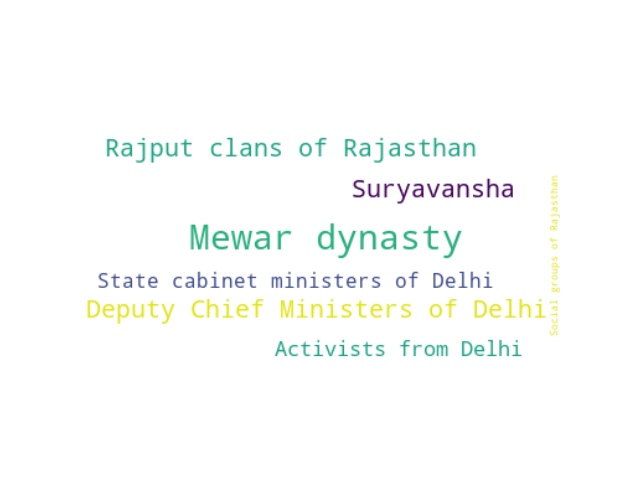 Rajput clans of Rajasthan
Suryavansha
Mewar dynasty
State cabinet ministers of Delhi
Deputy Chief Ministers of Delhi
Activists from Delhi
Social groups of Rajasthan